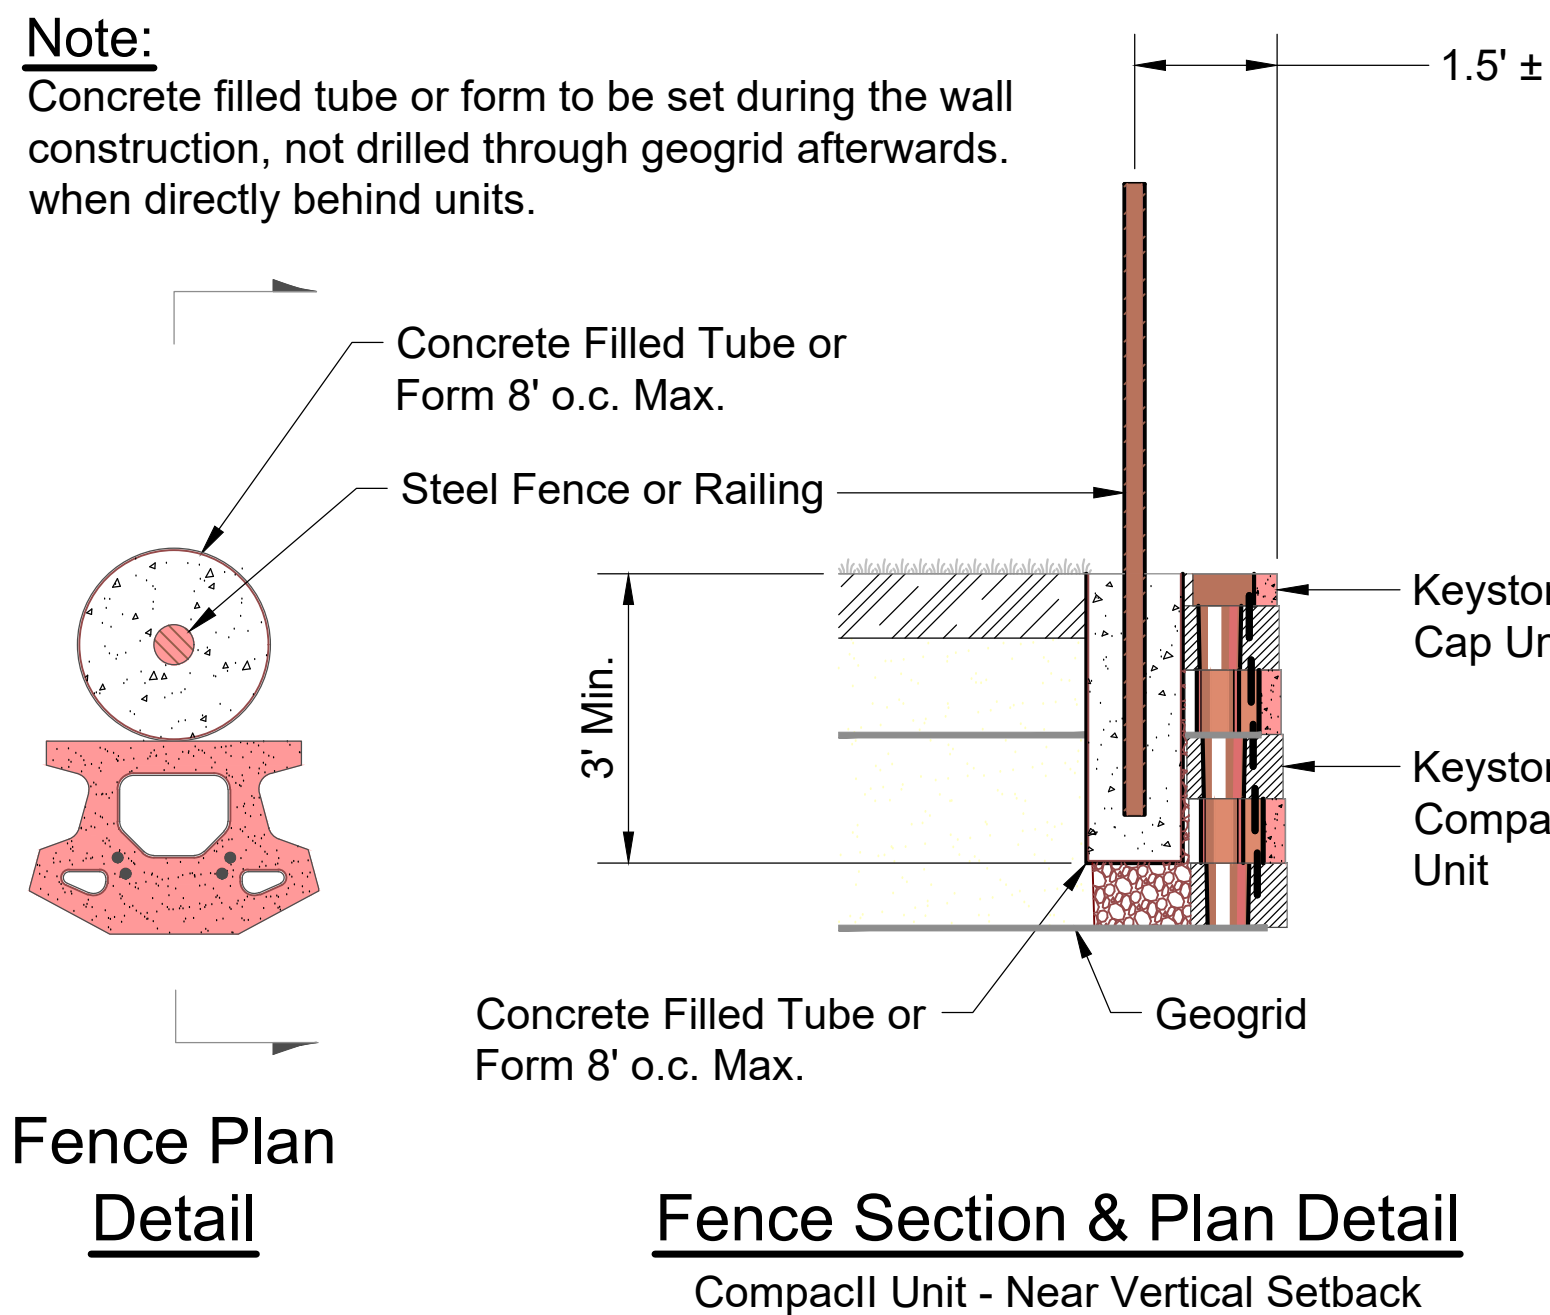 Note:
Concrete filled tube or form to be set during the wall
construction, not drilled through geogrid afterwards.
when directly behind units.
1.5' ±
Concrete Filled Tube or
Form 8' o.c. Max.
Steel Fence or Railing
3' Min.
Cap
Unit
Concrete Filled Tube or
Form 8' o.c. Max.
Geogrid
Fence Plan
Detail
Fence Section & Plan Detail
CompacII Unit - Near Vertical Setback